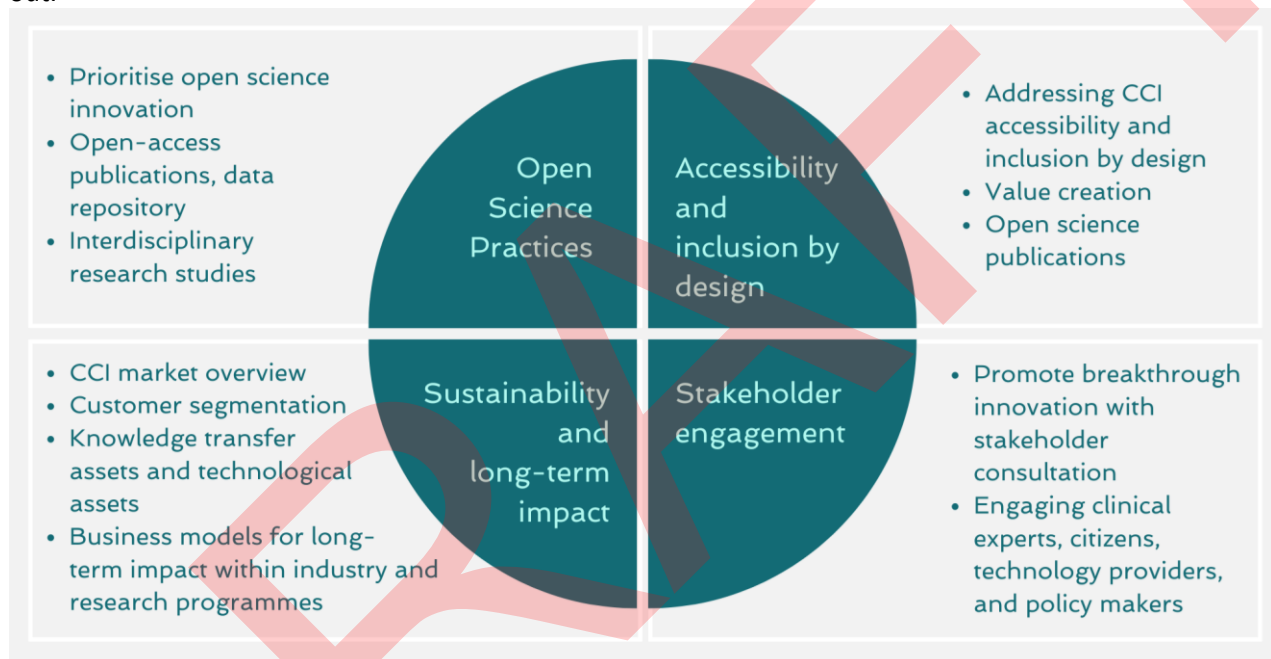 • Prioritise open science
innovation
• Open-access
publications, data
repository
• Interdisciplinary
research studies
Open
Science
Practices
Accessibility
and
inclusion by
design
• Addressing CCI
accessibility and
inclusion by design
• Value creation
• Open science
publications
• CCI market overview
• Customer segmentation
• Knowledge transfer
assets and technological
assets
• Business models for long-
term impact within industry and
research programmes
Sustainability
and
long-term
impact
Stakeholder
engagement
• Promote breakthrough
innovation with
stakeholder
consultation
• Engaging clinical
experts, citizens,
technology providers,
and policy makers